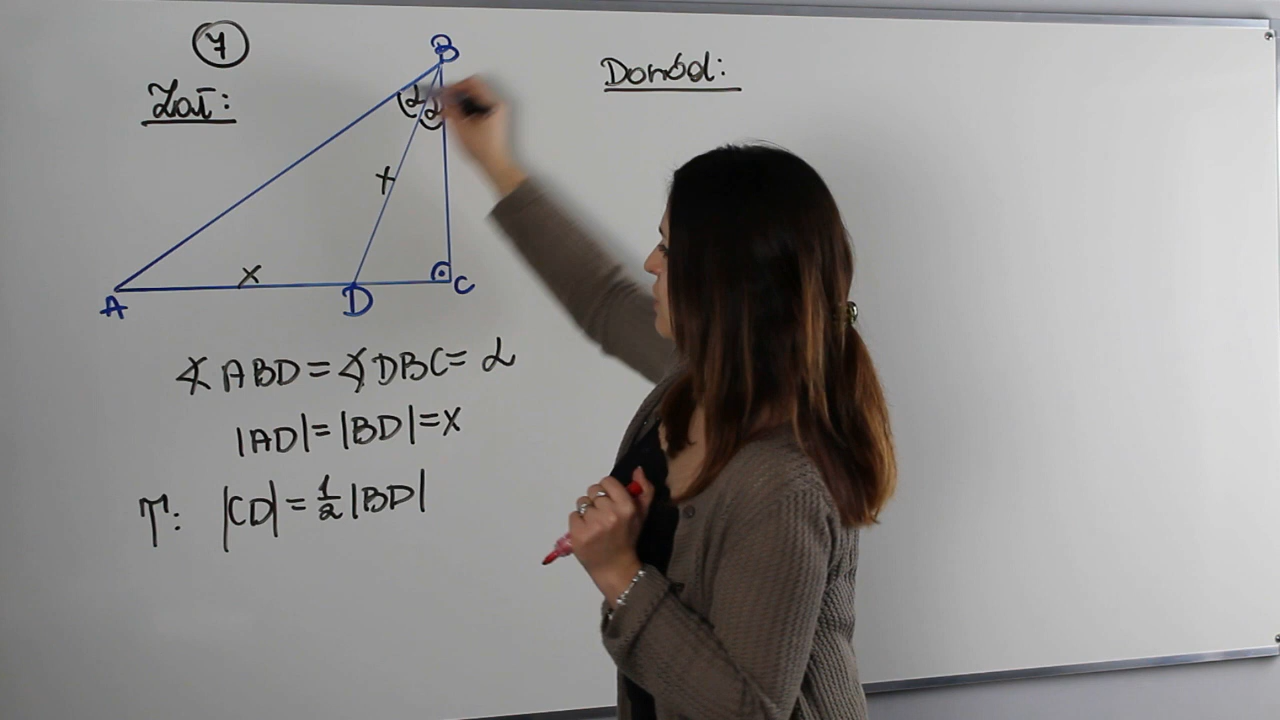 7
Zał:
B
α
α
x
x
A
D
C
∢ABD=∢DBC=α
|AD|=|BD|=x
T: |CD|=½|BD|
Dowód: